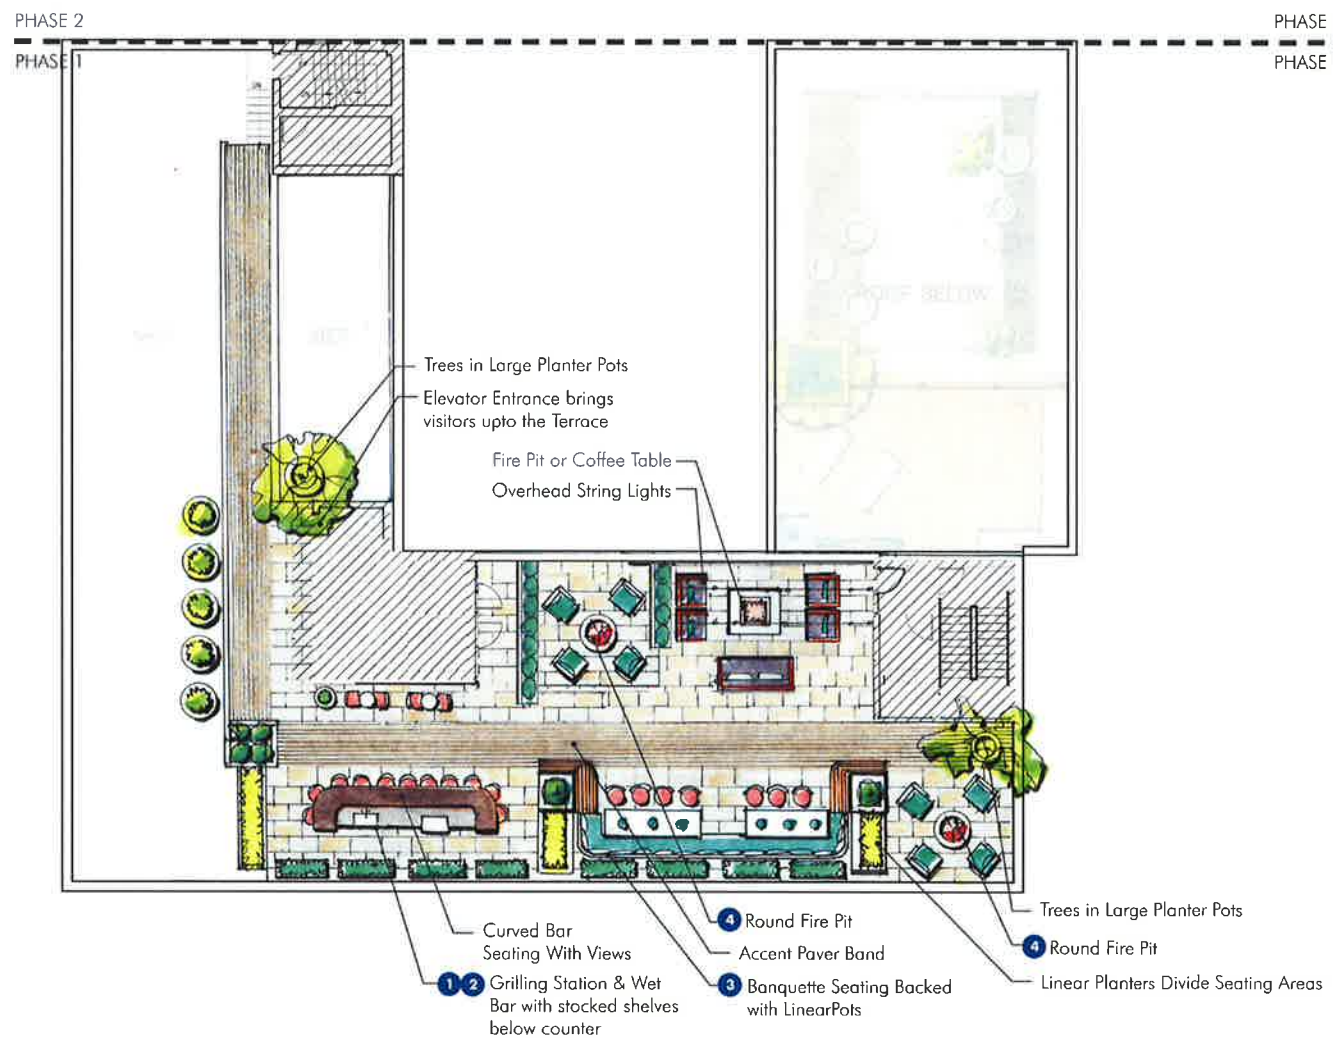 PHASE 2
PHASE
PHASE 1
PHASE
ROOF BELOW
Trees in Large Planter Pots
Elevator Entrance brings
visitors upto the Terrace
Fire Pit or Coffee Table
Overhead String Lights
4 Round Fire Pit
Accent Paver Band
3 Banquette Seating Backed
with LinearPots
Curved Bar
Seating With Views
1 2 Grilling Station & Wet
Bar with stocked shelves
below counter
Trees in Large Planter Pots
4 Round Fire Pit
Linear Planters Divide Seating Areas